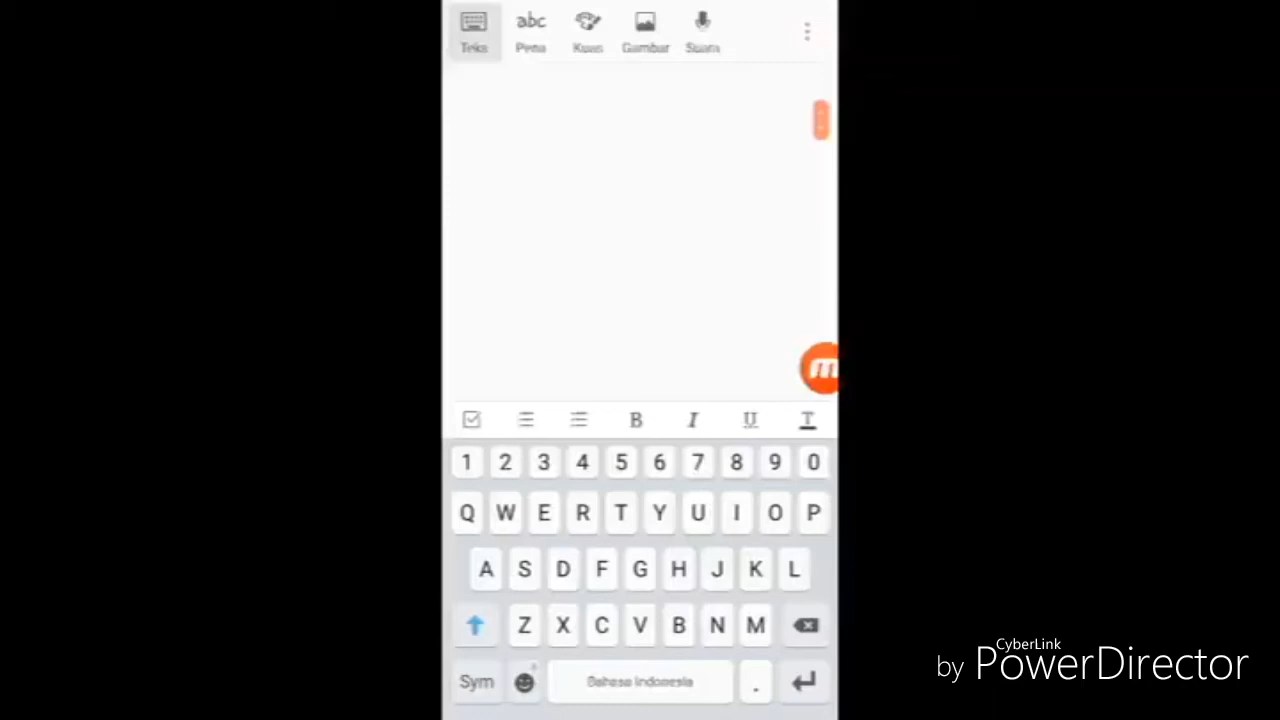 abc
Teks Pena Kuas Gambar Suara
B I U T
1 2 3 4 5 6 7 8 9 0
Q W E R T Y U I O P
A S D F G H J K L
Z X C V B N M
Sym Bahasa Indonesia .
CyberLink
by PowerDirector